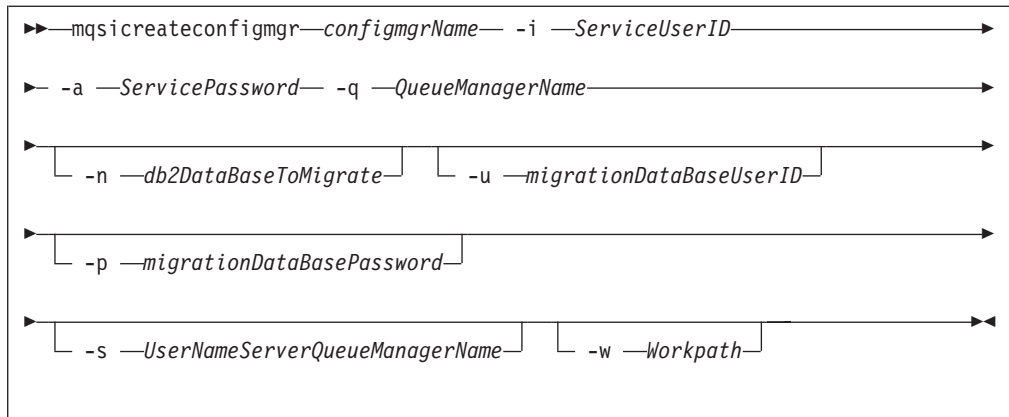 mqsicreateconfigmgr configmgrName -i ServiceUserID
-a ServicePassword -q QueueManagerName
-n db2DataBaseToMigrate -u migrationDataBaseUserID
-p migrationDataBasePassword
-s UserNameServerQueueManagerName -w Workpath